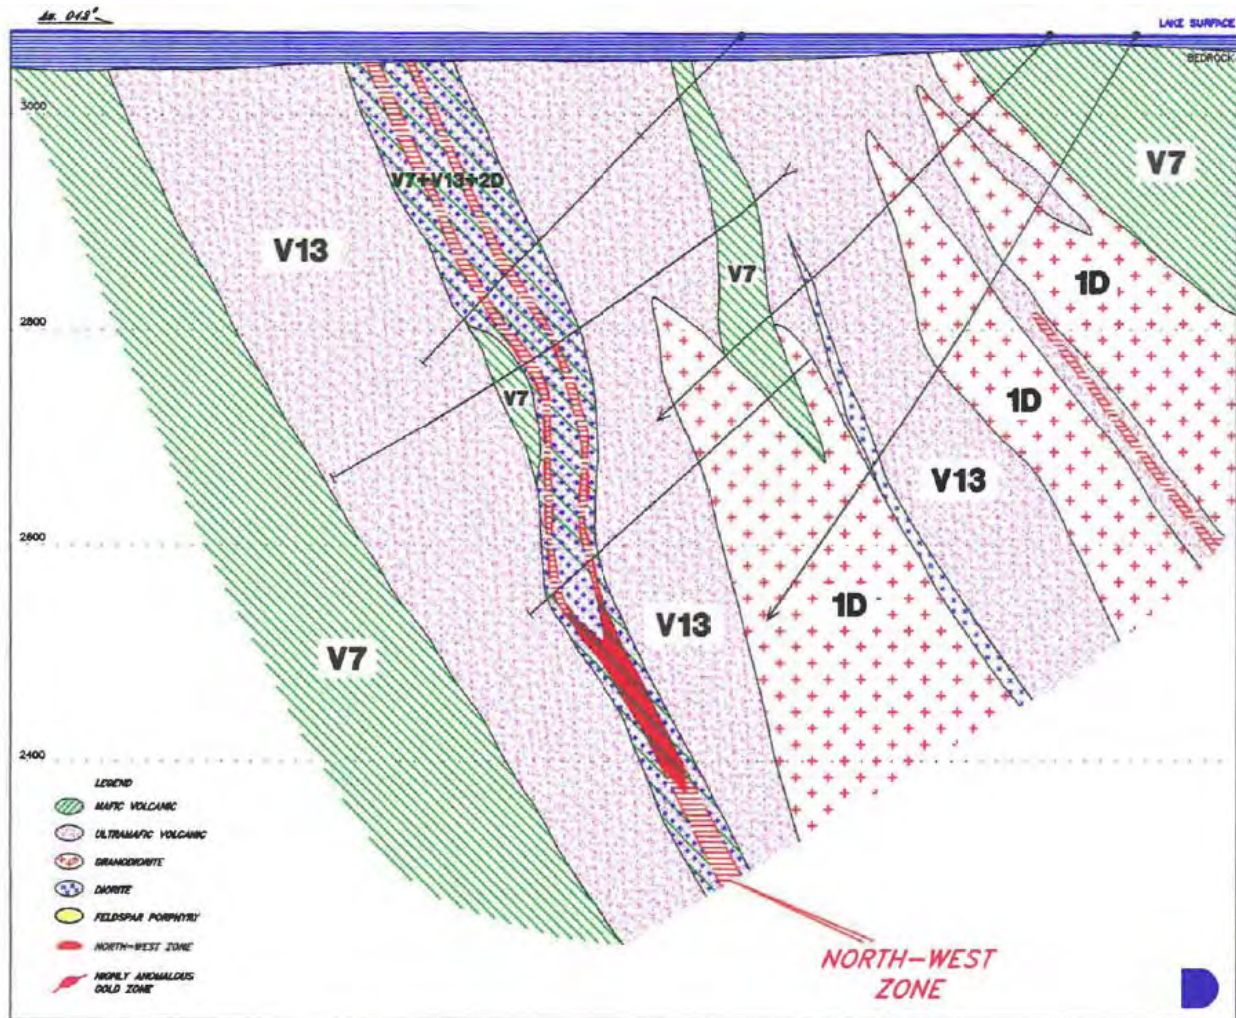 Az. 018°
LAKE SURFACE
BEDROCK
3000
V7
V7+V13+2D
V13
V7
1D
2800
V7
1D
V13
2600
1D
V13
V7
2400
LEGEND
MAFIC VOLCANIC
ULTRAMAFIC VOLCANIC
GRANODIORITE
DIORITE
FELDSPAR PORPHYRY
NORTH-WEST ZONE
HIGHLY ANOMALOUS
GOLD ZONE
NORTH-WEST
ZONE